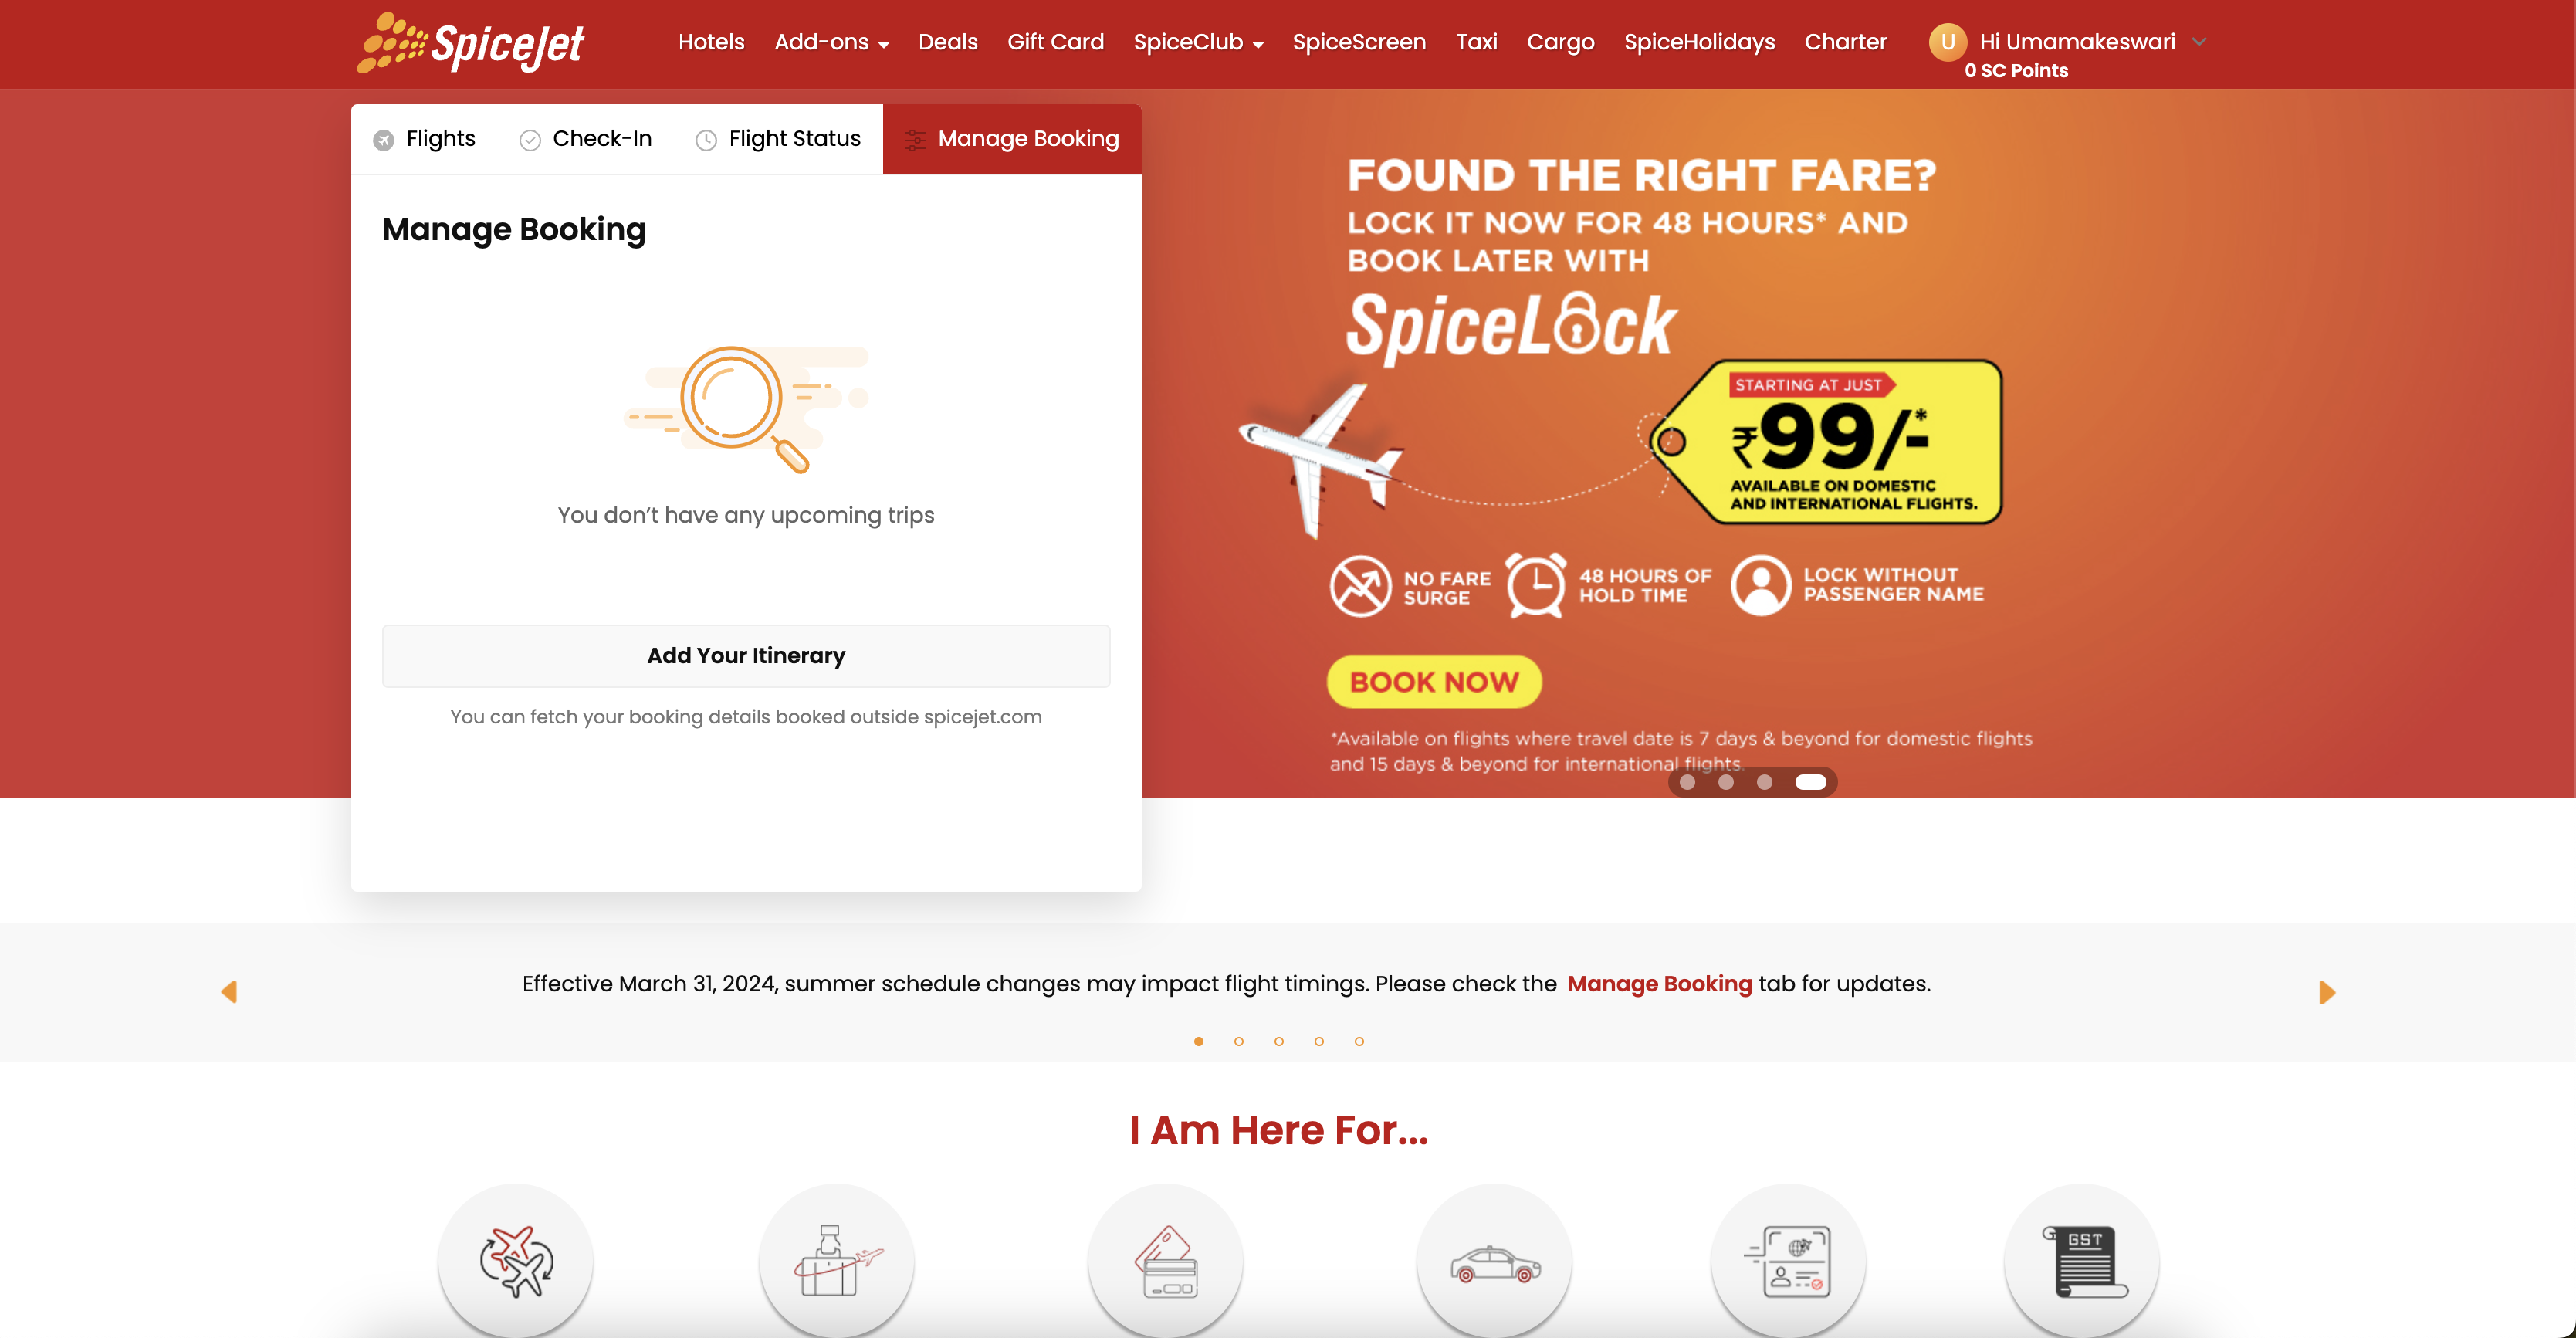 SpiceJet
Hotels Add-ons Deals Gift Card SpiceClub SpiceScreen Taxi Cargo SpiceHolidays Charter U Hi Umamakeswari
0 SC Points
Flights Check-In Flight Status Manage Booking
Manage Booking
You don’t have any upcoming trips
Add Your Itinerary
You can fetch your booking details booked outside spicejet.com
FOUND THE RIGHT FARE?
LOCK IT NOW FOR 48 HOURS* AND
BOOK LATER WITH
SpiceLock
STARTING AT JUST
₹99/-*
AVAILABLE ON DOMESTIC
AND INTERNATIONAL FLIGHTS.
NO FARE
SURGE
48 HOURS OF
HOLD TIME
LOCK WITHOUT
PASSENGER NAME
BOOK NOW
*Available on flights where travel date is 7 days & beyond for domestic flights
and 15 days & beyond for international flights.
Effective March 31, 2024, summer schedule changes may impact flight timings. Please check the Manage Booking tab for updates.
I Am Here For...
GST